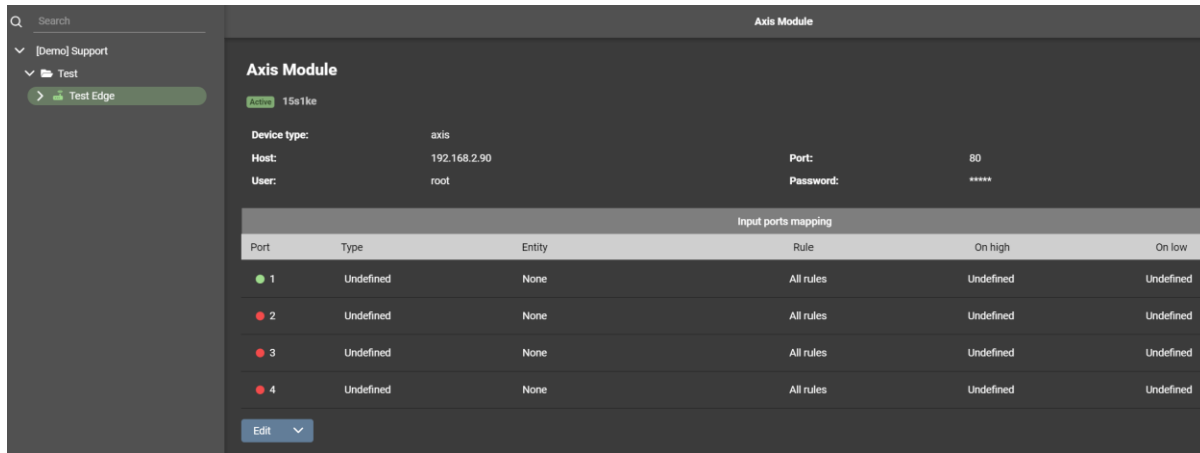 Search
Axis Module
[Demo] Support
Test
Test Edge
Axis Module
Active 15s1ke
Device type: axis
Host: 192.168.2.90 Port: 80
User: root Password: *****
Input ports mapping
Port Type Entity Rule On high On low
1 Undefined None All rules Undefined Undefined
2 Undefined None All rules Undefined Undefined
3 Undefined None All rules Undefined Undefined
4 Undefined None All rules Undefined Undefined
Edit